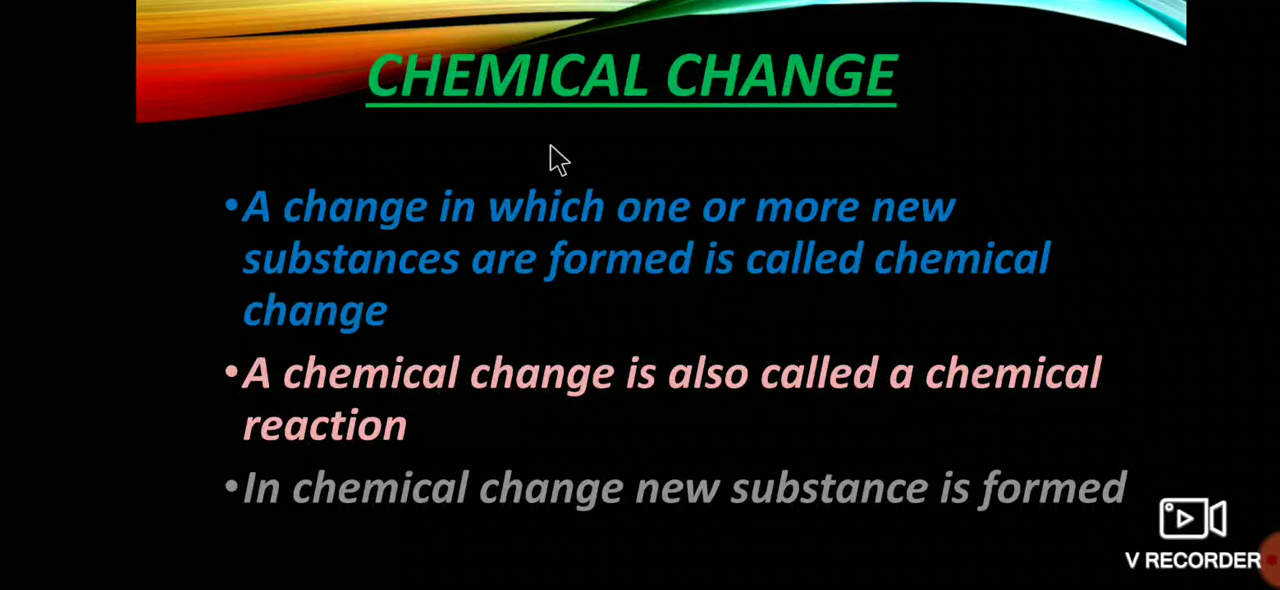 CHEMICAL CHANGE
•A change in which one or more new
substances are formed is called chemical
change
•A chemical change is also called a chemical
reaction
•In chemical change new substance is formed
V RECORDER